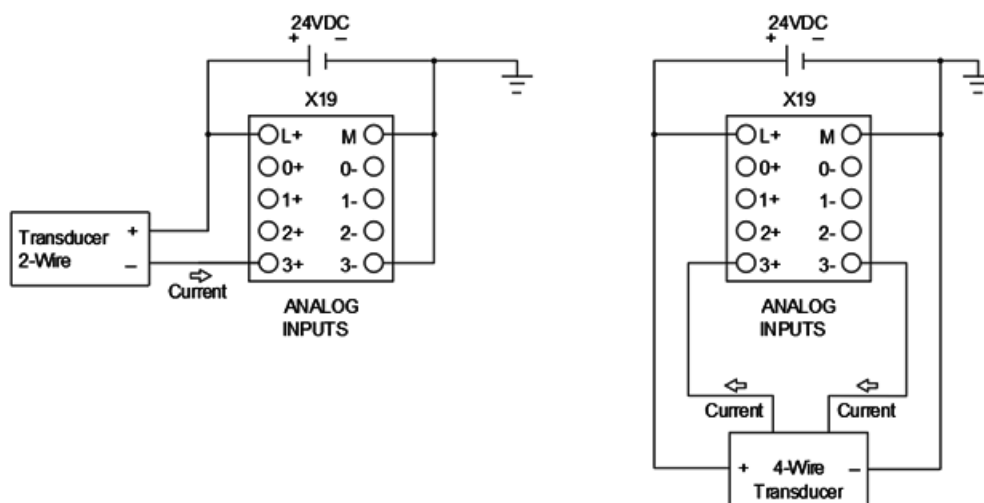 24VDC
+ −
X19
L+ M
0+ 0-
1+ 1-
2+ 2-
3+ 3-
Transducer +
2-Wire −
Current
ANALOG
INPUTS
24VDC
+ −
X19
L+ M
0+ 0-
1+ 1-
2+ 2-
3+ 3-
ANALOG
INPUTS
Current Current
+ 4-Wire −
Transducer